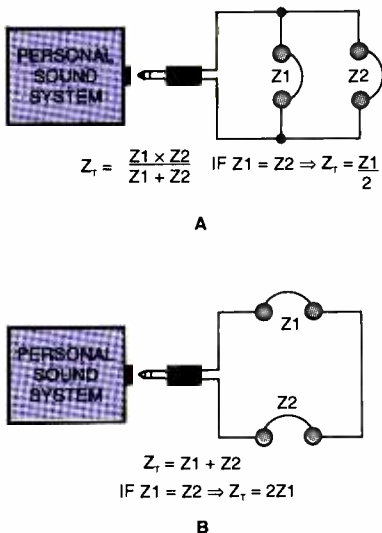 PERSONAL
SOUND
SYSTEM
Z1
Z2
Z_T = Z1 × Z2 / Z1 + Z2 IF Z1 = Z2 ⇒ Z_T = Z1 / 2
A
PERSONAL
SOUND
SYSTEM
Z1
Z2
Z_T = Z1 + Z2
IF Z1 = Z2 ⇒ Z_T = 2Z1
B